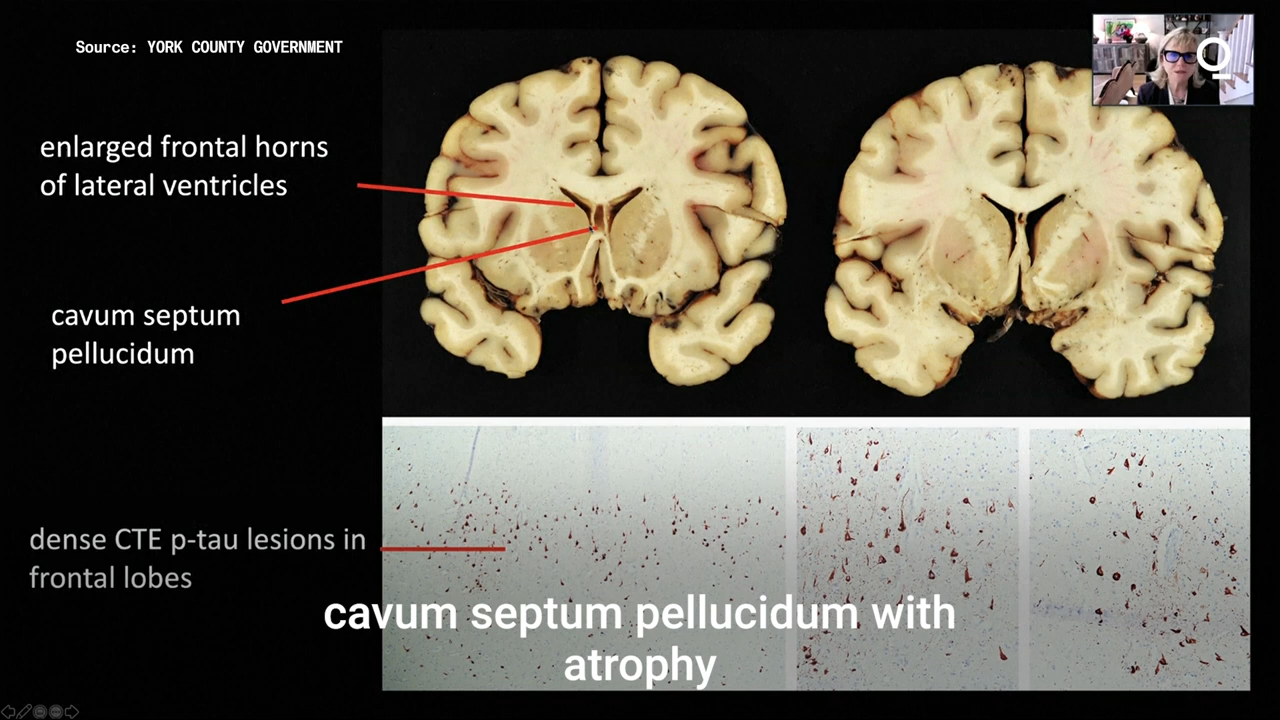 Source: YORK COUNTY GOVERNMENT
enlarged frontal horns
of lateral ventricles
cavum septum
pellucidum
dense CTE p-tau lesions in
frontal lobes
cavum septum pellucidum with
atrophy